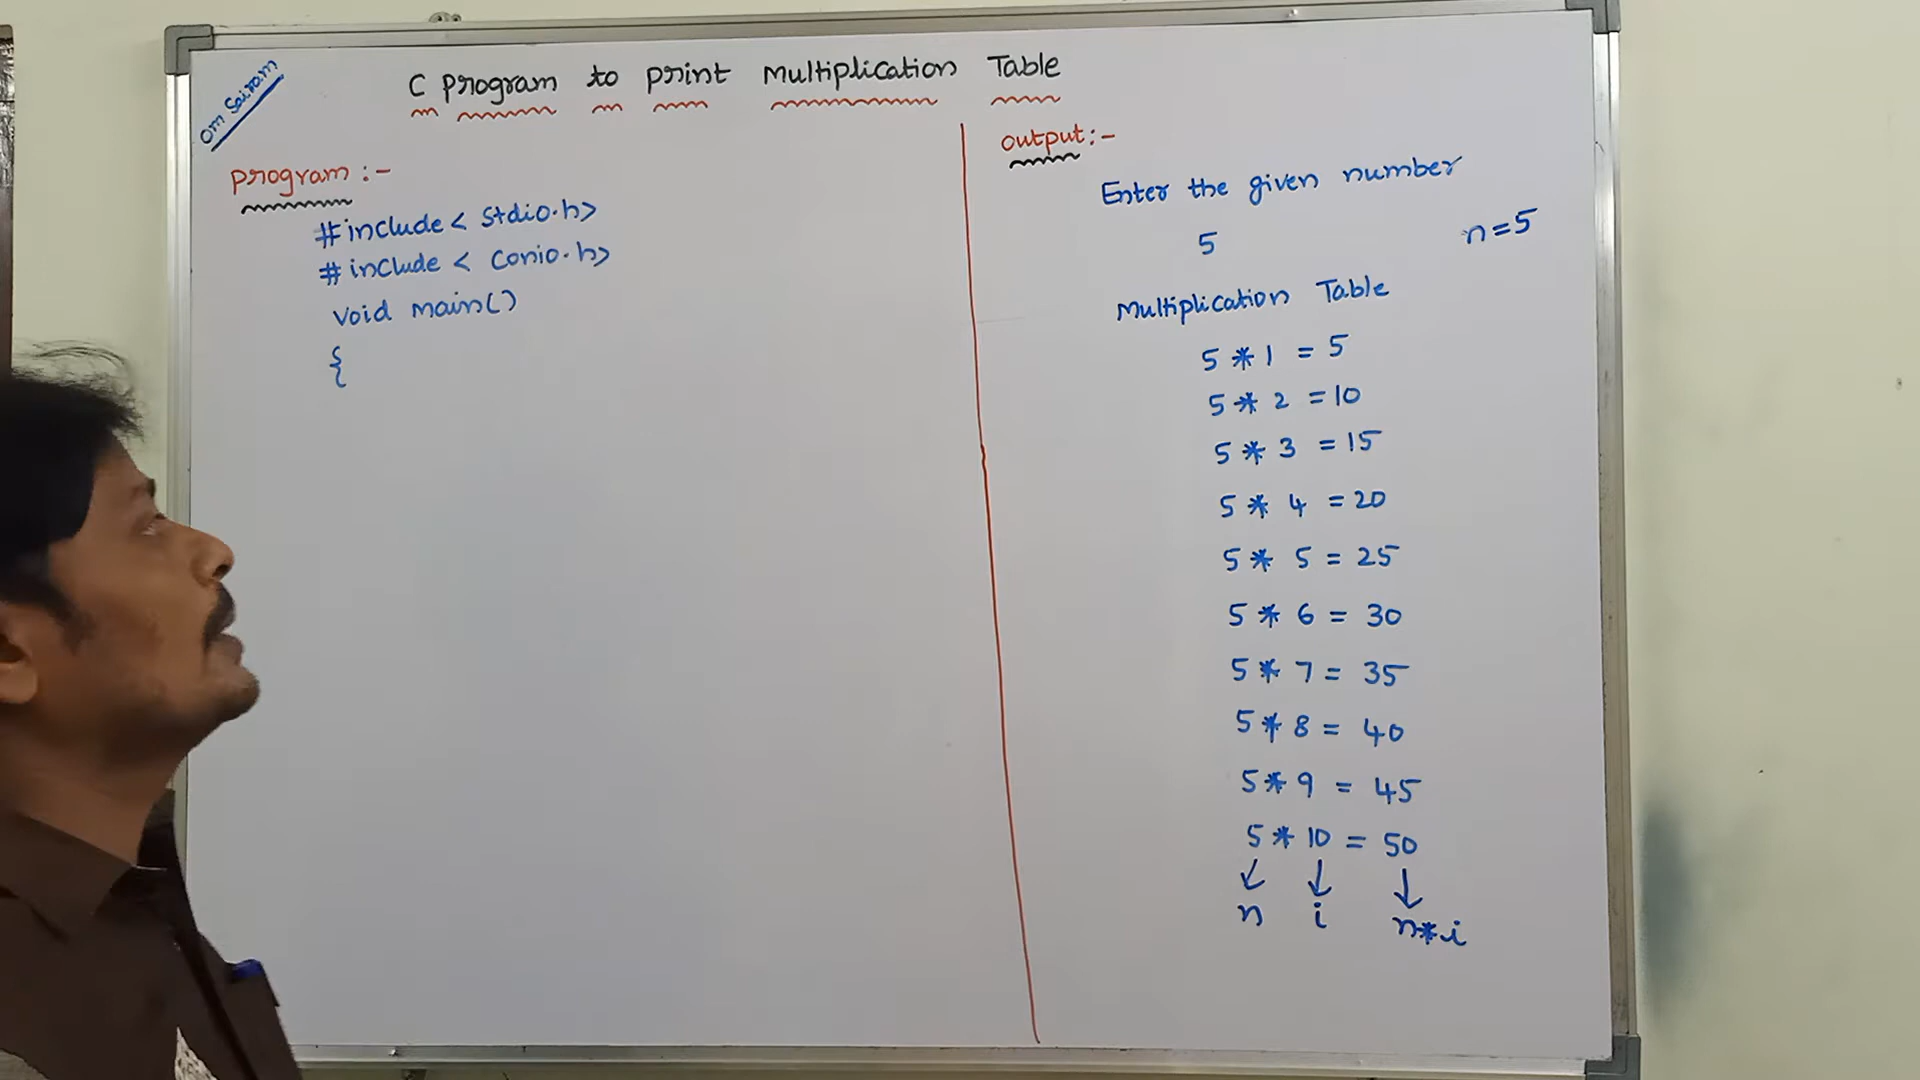 Om Sairam
C program to print Multiplication Table
program :-
#include < stdio.h>
# include < conio.h>
void main()
{
output :-
Enter the given number
5
n=5
Multiplication Table
5 * 1 = 5
5 * 2 = 10
5 * 3 = 15
5 * 4 = 20
5 * 5 = 25
5 * 6 = 30
5 * 7 = 35
5 * 8 = 40
5 * 9 = 45
5 * 10 = 50
↓ ↓ ↓
n i n*i